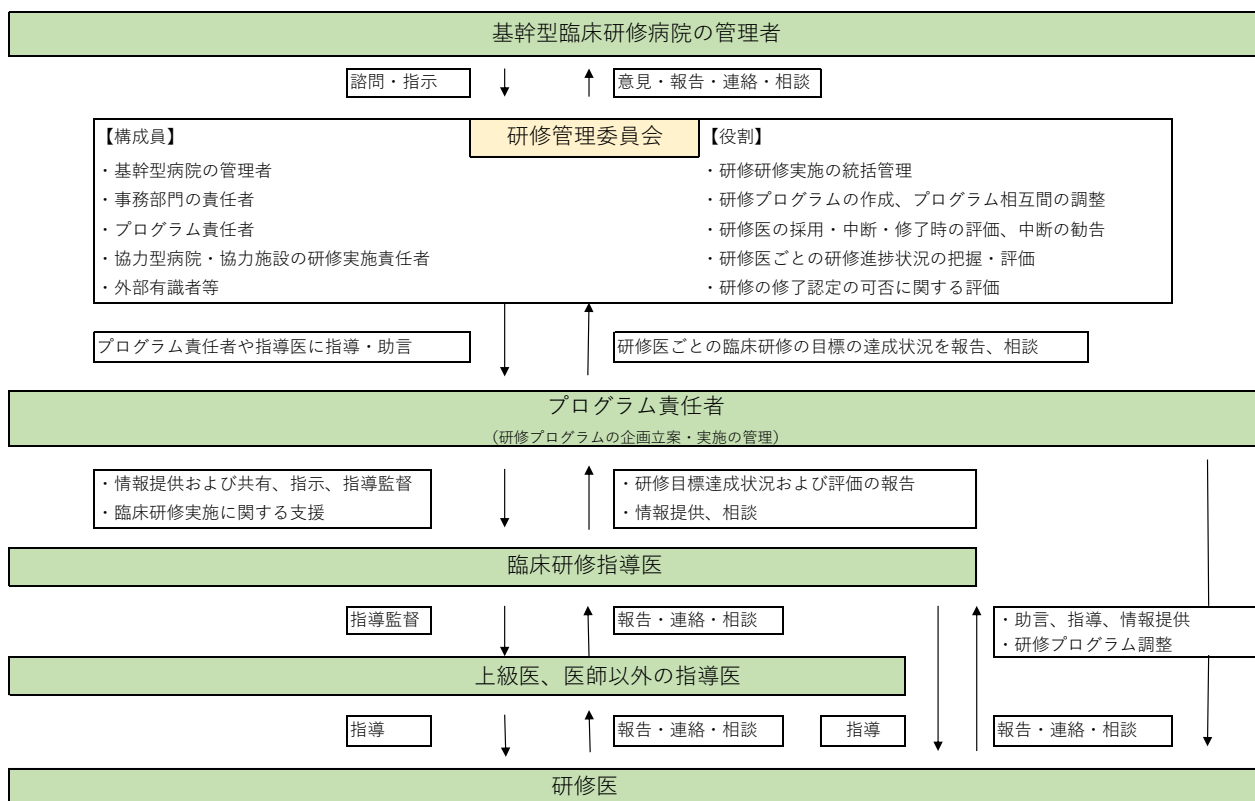 基幹型臨床研修病院の管理者
諮問・指示
意見・報告・連絡・相談
研修管理委員会
【構成員】
・基幹型病院の管理者
・事務部門の責任者
・プログラム責任者
・協力型病院・協力施設の研修実施責任者
・外部有識者等
【役割】
・研修研修実施の統括管理
・研修プログラムの作成、プログラム相互間の調整
・研修医の採用・中断・修了時の評価、中断の勧告
・研修医ごとの研修進捗状況の把握・評価
・研修の修了認定の可否に関する評価
プログラム責任者や指導医に指導・助言
研修医ごとの臨床研修の目標の達成状況を報告、相談
プログラム責任者
(研修プログラムの企画立案・実施の管理)
・情報提供および共有、指示、指導監督
・臨床研修実施に関する支援
・研修目標達成状況および評価の報告
・情報提供、相談
臨床研修指導医
指導監督
報告・連絡・相談
・助言、指導、情報提供
・研修プログラム調整
上級医、医師以外の指導医
指導
報告・連絡・相談
指導
報告・連絡・相談
研修医